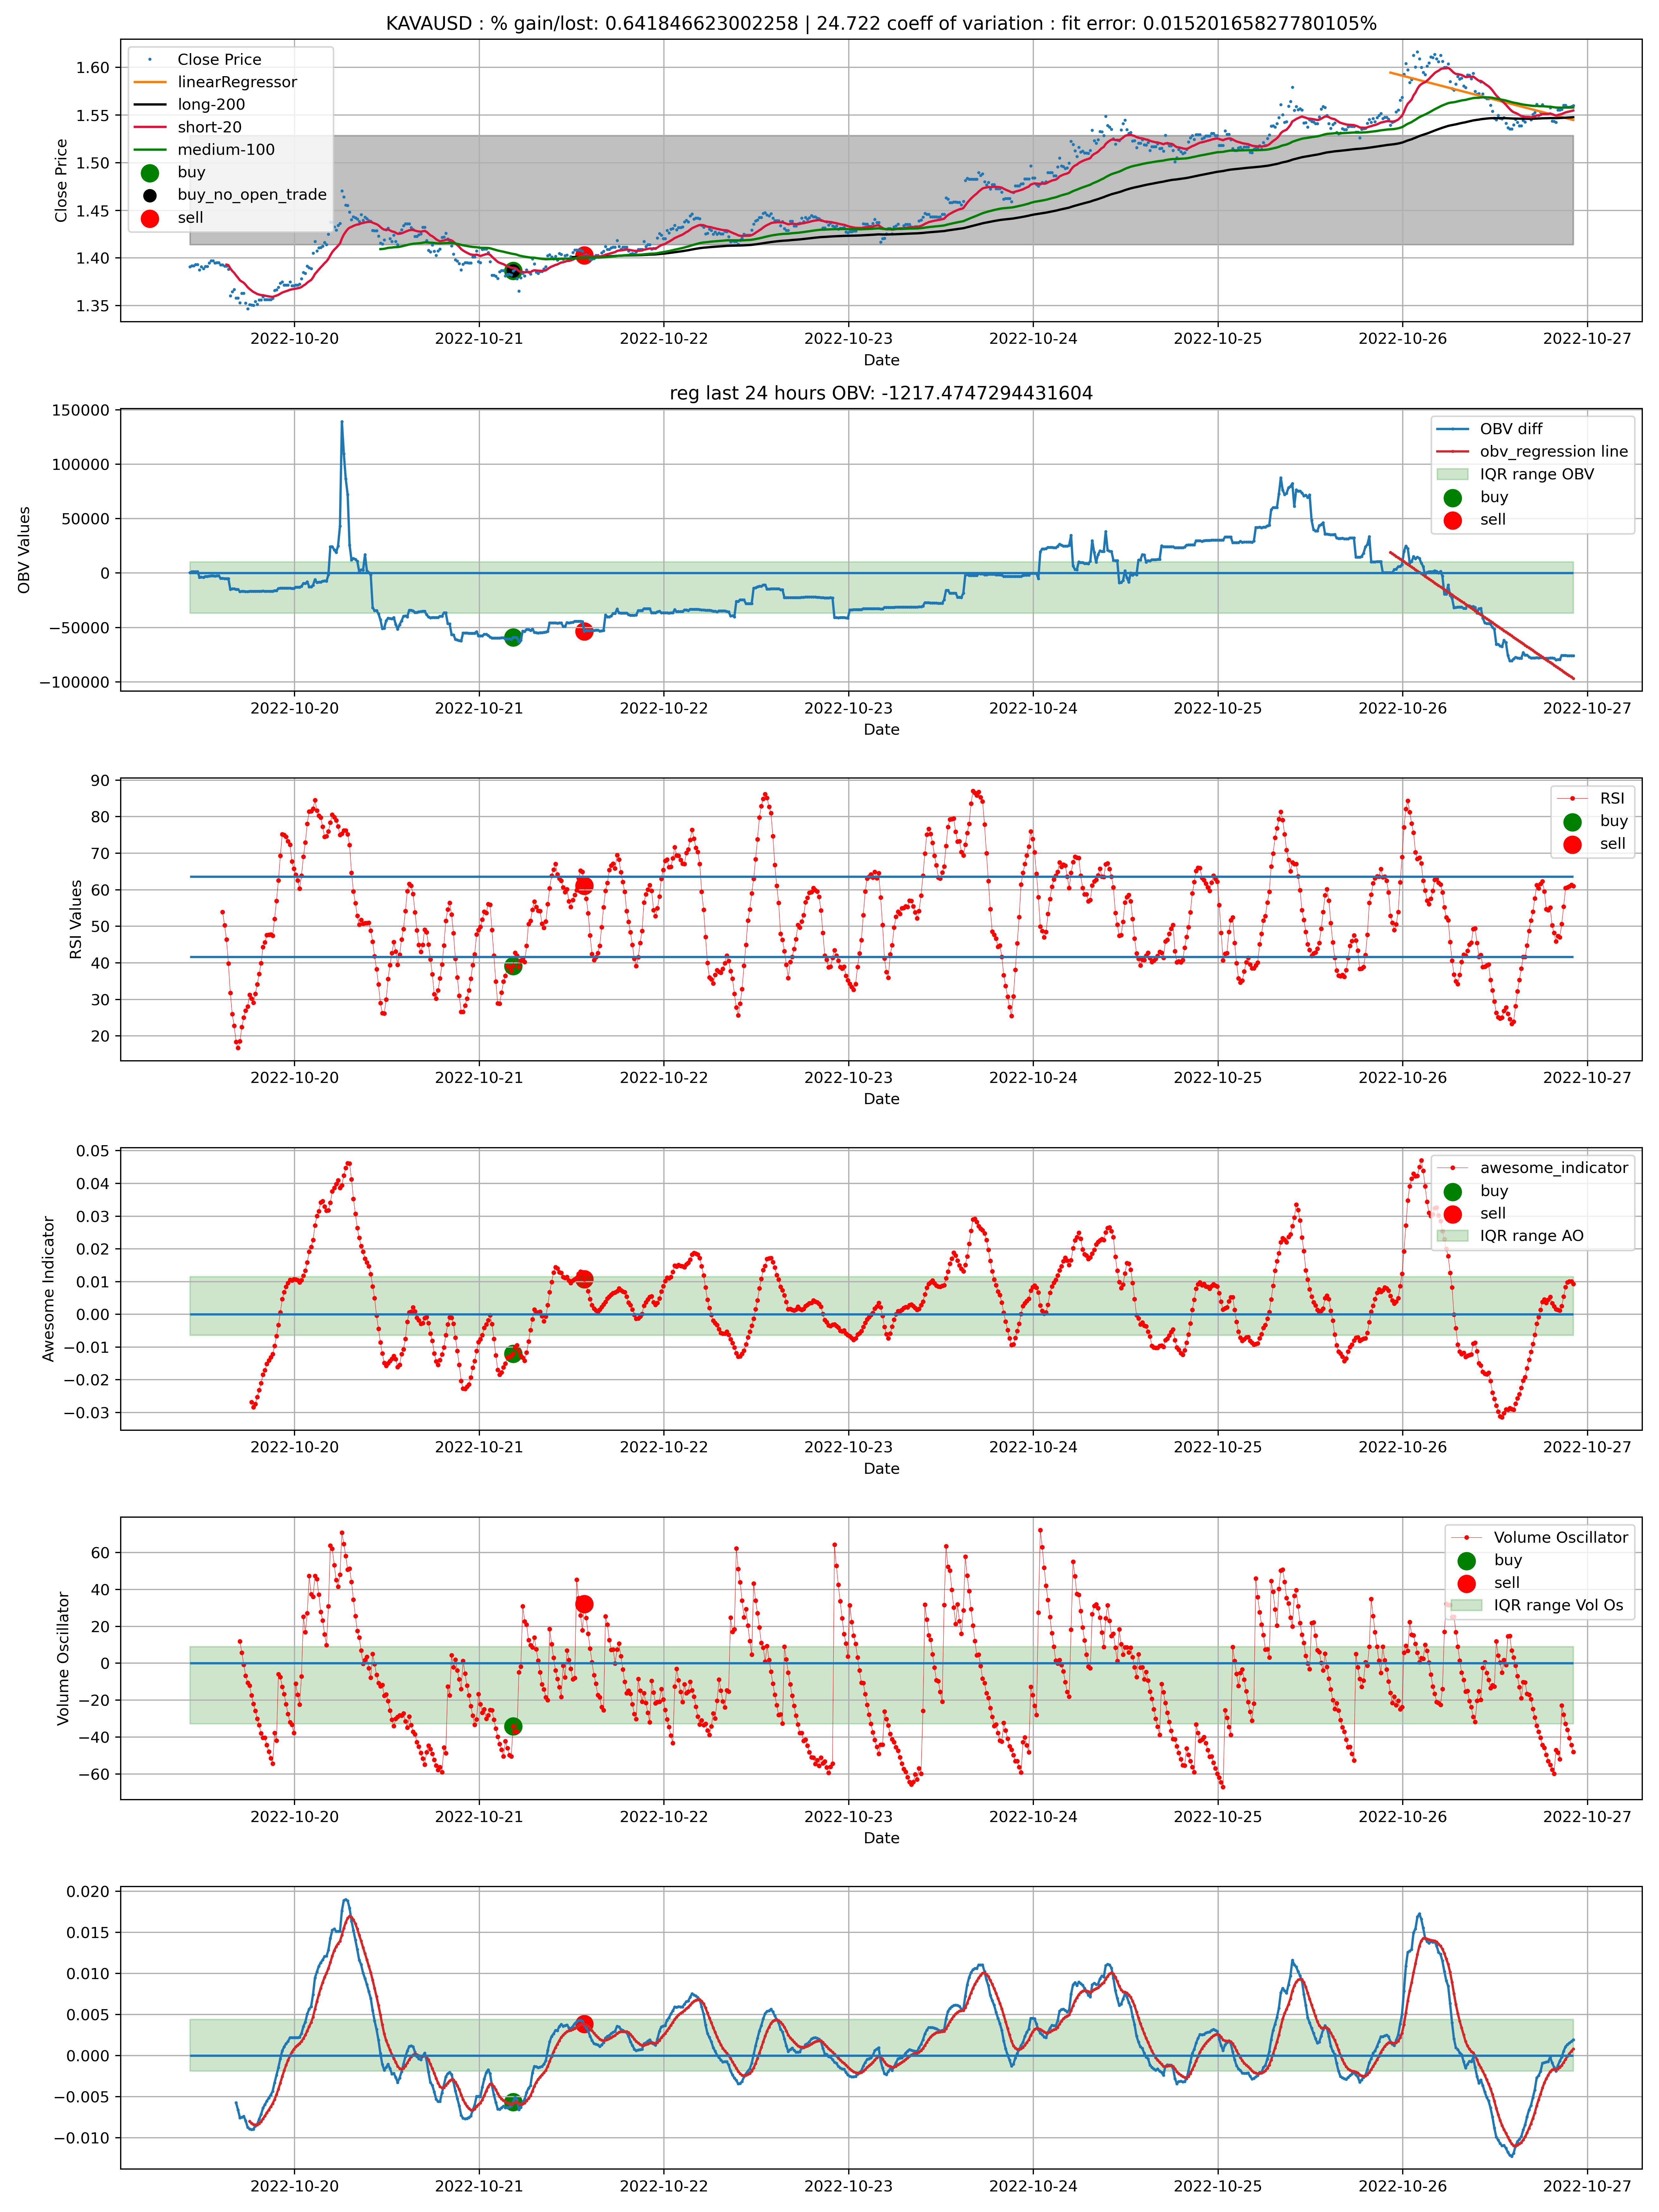 KAVAUSD : % gain/lost: 0.641846623002258 | 24.722 coeff of variation : fit error: 0.01520165827780105%
Close Price
1.60
1.55
1.50
1.45
1.40
1.35
Close Price
linearRegressor
long-200
short-20
medium-100
buy
buy_no_open_trade
sell
2022-10-20 2022-10-21 2022-10-22 2022-10-23 2022-10-24 2022-10-25 2022-10-26 2022-10-27
Date
reg last 24 hours OBV: -1217.4747294431604
OBV Values
150000
100000
50000
0
−50000
−100000
OBV diff
obv_regression line
IQR range OBV
buy
sell
2022-10-20 2022-10-21 2022-10-22 2022-10-23 2022-10-24 2022-10-25 2022-10-26 2022-10-27
Date
RSI Values
90
80
70
60
50
40
30
20
RSI
buy
sell
2022-10-20 2022-10-21 2022-10-22 2022-10-23 2022-10-24 2022-10-25 2022-10-26 2022-10-27
Date
Awesome Indicator
0.05
0.04
0.03
0.02
0.01
0.00
−0.01
−0.02
−0.03
awesome_indicator
buy
sell
IQR range AO
2022-10-20 2022-10-21 2022-10-22 2022-10-23 2022-10-24 2022-10-25 2022-10-26 2022-10-27
Date
Volume Oscillator
60
40
20
0
−20
−40
−60
Volume Oscillator
buy
sell
IQR range Vol Os
2022-10-20 2022-10-21 2022-10-22 2022-10-23 2022-10-24 2022-10-25 2022-10-26 2022-10-27
Date
0.020
0.015
0.010
0.005
0.000
−0.005
−0.010
2022-10-20 2022-10-21 2022-10-22 2022-10-23 2022-10-24 2022-10-25 2022-10-26 2022-10-27